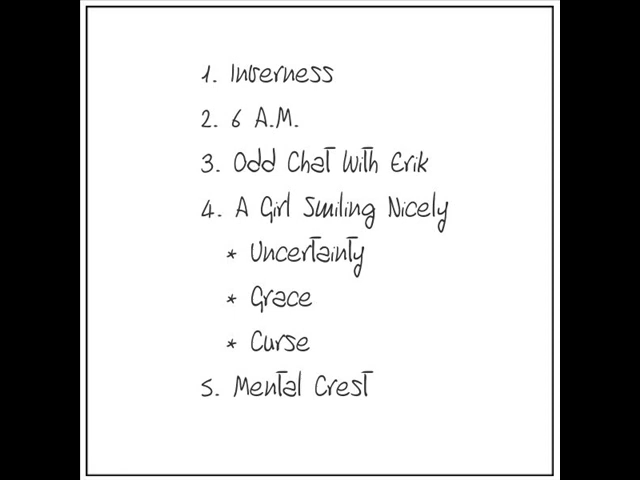 1. Inverness
2. 6 A.M.
3. Odd Chat With Erik
4. A Girl Smiling Nicely
* Uncertainty
* Grace
* Curse
5. Mental Crest